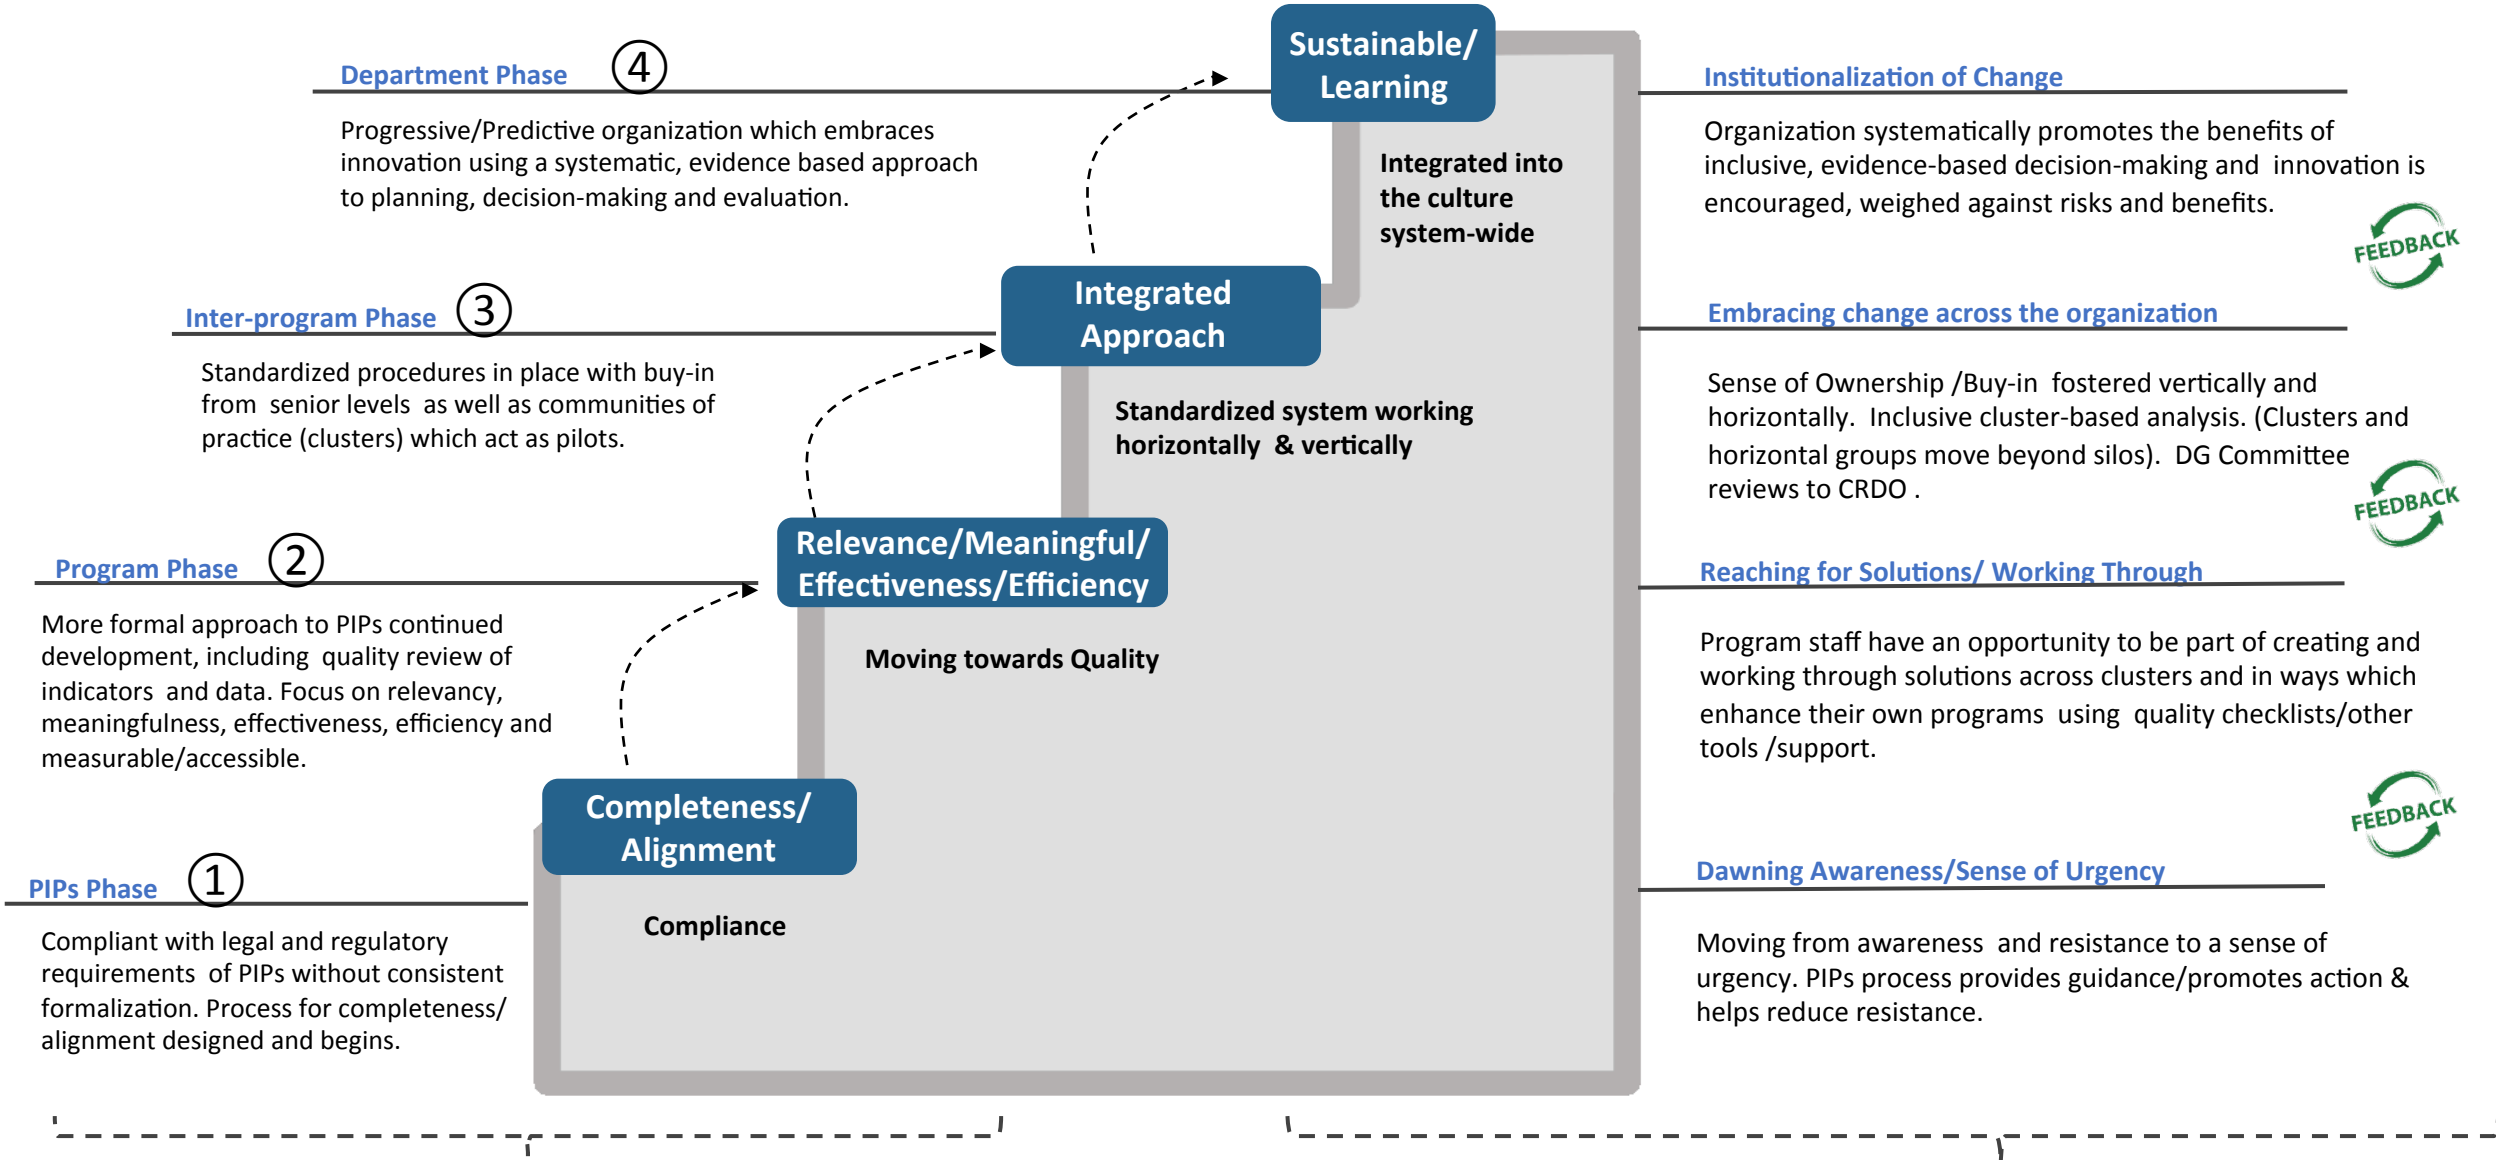 Sustainable/
Learning
Department Phase
4
Progressive/Predictive organization which embraces
innovation using a systematic, evidence based approach
to planning, decision-making and evaluation.
Integrated into
the culture
system-wide
Institutionalization of Change
Organization systematically promotes the benefits of
inclusive, evidence-based decision-making and innovation is
encouraged, weighed against risks and benefits.
FEEDBACK
Inter-program Phase
3
Standardized procedures in place with buy-in
from senior levels as well as communities of
practice (clusters) which act as pilots.
Integrated
Approach
Standardized system working
horizontally & vertically
Embracing change across the organization
Sense of Ownership /Buy-in fostered vertically and
horizontally. Inclusive cluster-based analysis. (Clusters and
horizontal groups move beyond silos). DG Committee
reviews to CRDO .
FEEDBACK
Program Phase
2
More formal approach to PIPs continued
development, including quality review of
indicators and data. Focus on relevancy,
meaningfulness, effectiveness, efficiency and
measurable/accessible.
Relevance/Meaningful/
Effectiveness/Efficiency
Moving towards Quality
Reaching for Solutions/ Working Through
Program staff have an opportunity to be part of creating and
working through solutions across clusters and in ways which
enhance their own programs using quality checklists/other
tools /support.
FEEDBACK
PIPs Phase
1
Compliant with legal and regulatory
requirements of PIPs without consistent
formalization. Process for completeness/
alignment designed and begins.
Completeness/
Alignment
Compliance
Dawning Awareness/Sense of Urgency
Moving from awareness and resistance to a sense of
urgency. PIPs process provides guidance/promotes action &
helps reduce resistance.